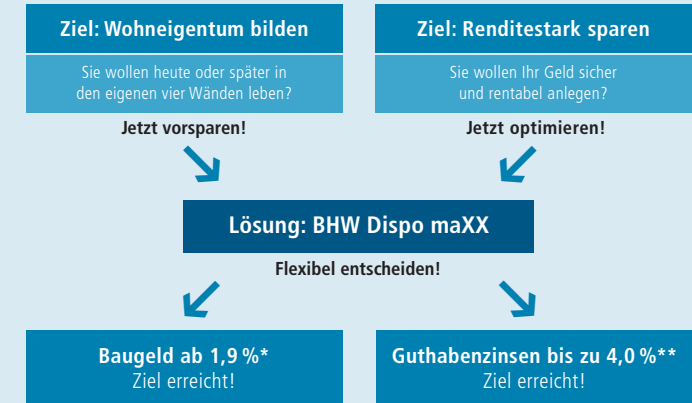 Ziel: Wohneigentum bilden
Sie wollen heute oder später in
den eigenen vier Wänden leben?
Jetzt vorsparen!
Ziel: Renditestark sparen
Sie wollen Ihr Geld sicher
und rentabel anlegen?
Jetzt optimieren!
Lösung: BHW Dispo maXX
Flexibel entscheiden!
Baugeld ab 1,9 %*
Ziel erreicht!
Guthabenzinsen bis zu 4,0 %**
Ziel erreicht!